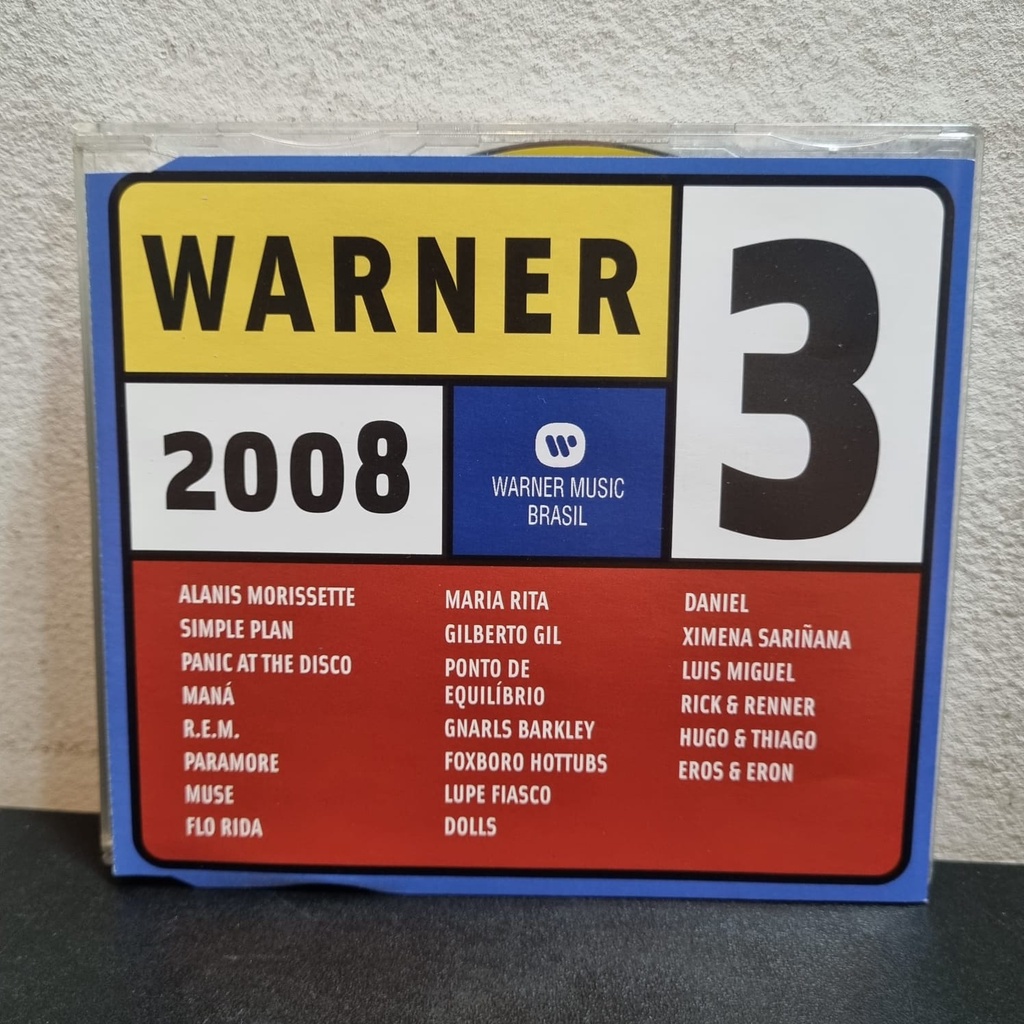 WARNER
3
2008
WARNER MUSIC
BRASIL
ALANIS MORISSETTE
SIMPLE PLAN
PANIC AT THE DISCO
MANÁ
R.E.M.
PARAMORE
MUSE
FLO RIDA
MARIA RITA
GILBERTO GIL
PONTO DE
EQUILÍBRIO
GNARLS BARKLEY
FOXBORO HOTTUBS
LUPE FIASCO
DOLLS
DANIEL
XIMENA SARIÑANA
LUIS MIGUEL
RICK & RENNER
HUGO & THIAGO
EROS & ERON